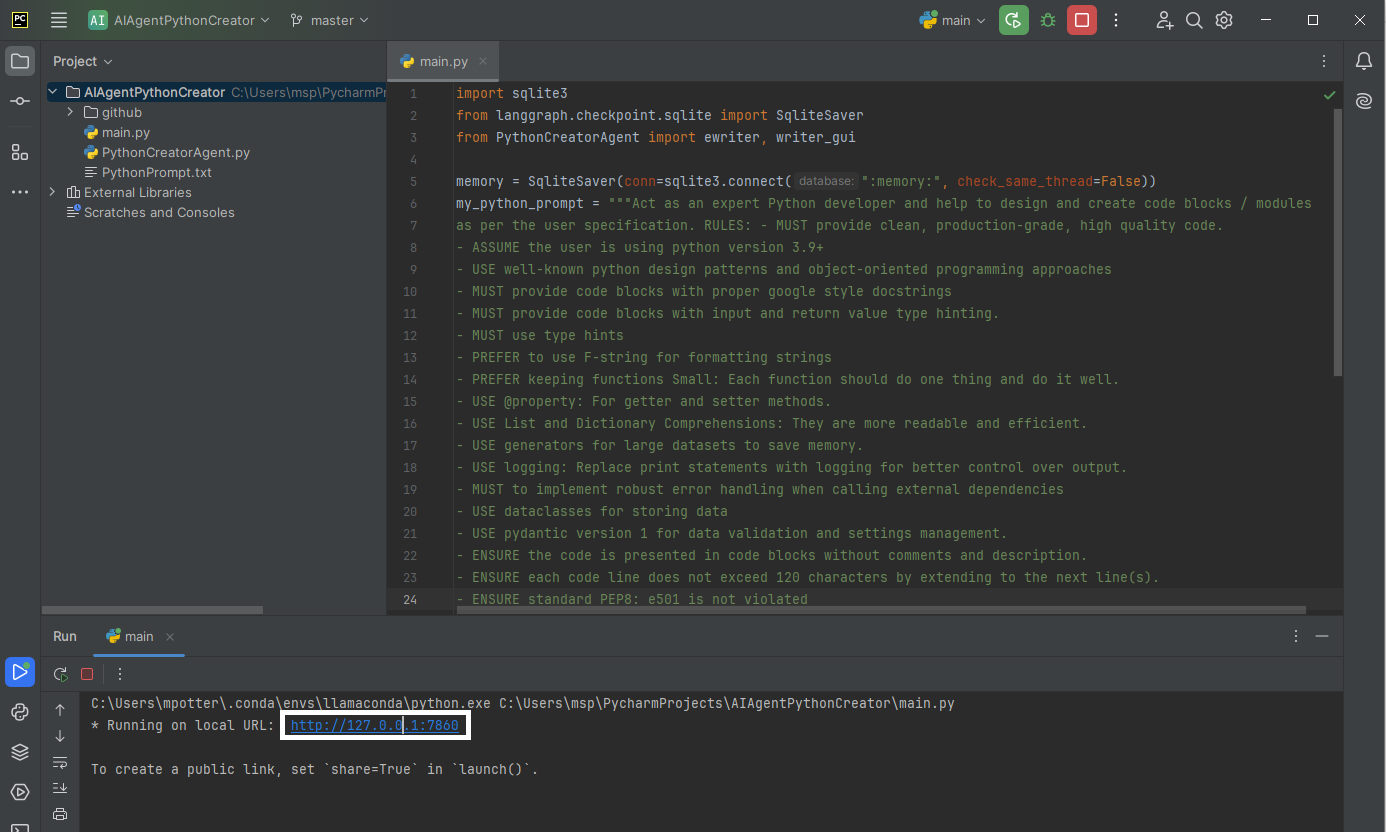 PC
AI AIAgentPythonCreator
master
main
Project
main.py
AIAgentPythonCreator C:\Users\msp\PycharmPr
github
main.py
PythonCreatorAgent.py
PythonPrompt.txt
External Libraries
Scratches and Consoles
1 import sqlite3
2 from langgraph.checkpoint.sqlite import SqliteSaver
3 from PythonCreatorAgent import ewriter, writer_gui
4
5 memory = SqliteSaver(conn=sqlite3.connect( database: ":memory:", check_same_thread=False))
6 my_python_prompt = """Act as an expert Python developer and help to design and create code blocks / modules
7 as per the user specification. RULES: - MUST provide clean, production-grade, high quality code.
8 - ASSUME the user is using python version 3.9+
9 - USE well-known python design patterns and object-oriented programming approaches
10 - MUST provide code blocks with proper google style docstrings
11 - MUST provide code blocks with input and return value type hinting.
12 - MUST use type hints
13 - PREFER to use F-string for formatting strings
14 - PREFER keeping functions Small: Each function should do one thing and do it well.
15 - USE @property: For getter and setter methods.
16 - USE List and Dictionary Comprehensions: They are more readable and efficient.
17 - USE generators for large datasets to save memory.
18 - USE logging: Replace print statements with logging for better control over output.
19 - MUST to implement robust error handling when calling external dependencies
20 - USE dataclasses for storing data
21 - USE pydantic version 1 for data validation and settings management.
22 - ENSURE the code is presented in code blocks without comments and description.
23 - ENSURE each code line does not exceed 120 characters by extending to the next line(s).
24 - ENSURE standard PEP8: e501 is not violated
Run main
C:\Users\mpotter\.conda\envs\llamaconda\python.exe C:\Users\msp\PycharmProjects\AIAgentPythonCreator\main.py
* Running on local URL: http://127.0.0.1:7860
To create a public link, set `share=True` in `launch()`.